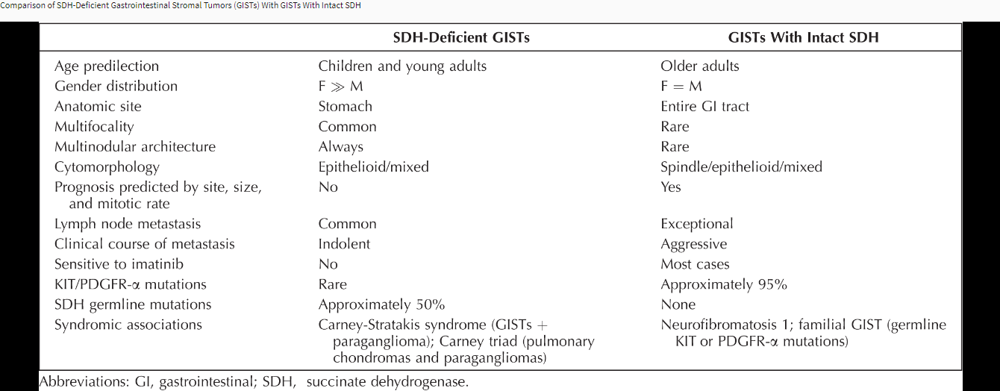 Comparison of SDH-Deficient Gastrointestinal Stromal Tumors (GISTs) With GISTs With Intact SDH
SDH-Deficient GISTs GISTs With Intact SDH
Age predilection Children and young adults Older adults
Gender distribution F ≫ M F = M
Anatomic site Stomach Entire GI tract
Multifocality Common Rare
Multinodular architecture Always Rare
Cytomorphology Epithelioid/mixed Spindle/epithelioid/mixed
Prognosis predicted by site, size, No Yes
and mitotic rate
Lymph node metastasis Common Exceptional
Clinical course of metastasis Indolent Aggressive
Sensitive to imatinib No Most cases
KIT/PDGFR-α mutations Rare Approximately 95%
SDH germline mutations Approximately 50% None
Syndromic associations Carney-Stratakis syndrome (GISTs + Neurofibromatosis 1; familial GIST (germline
paraganglioma); Carney triad (pulmonary KIT or PDGFR-α mutations)
chondromas and paragangliomas)
Abbreviations: GI, gastrointestinal; SDH, succinate dehydrogenase.